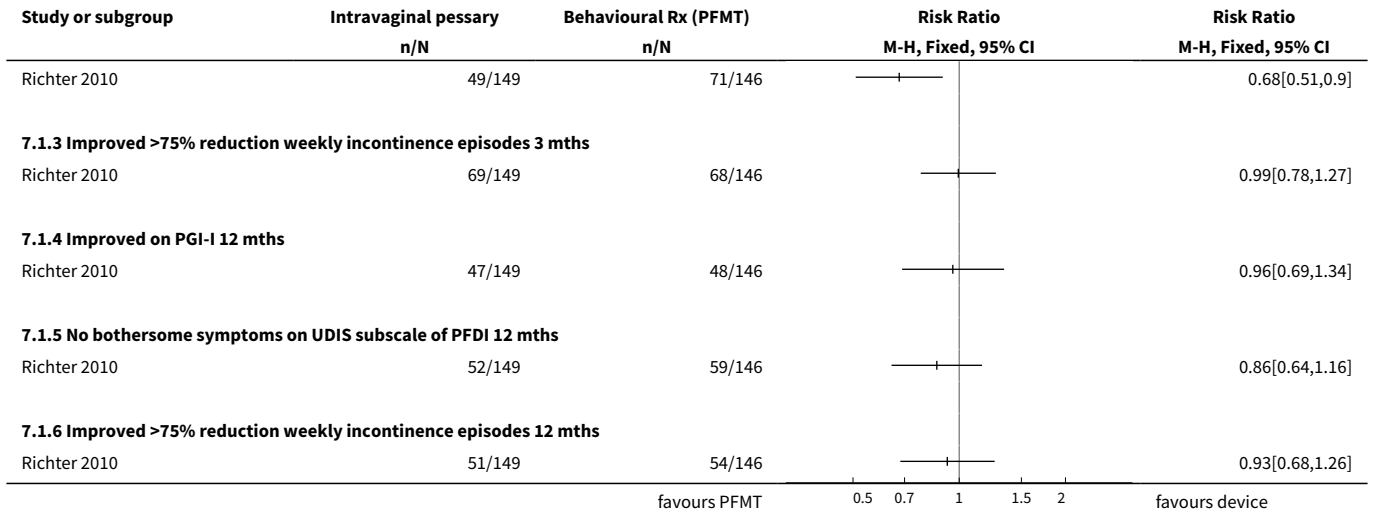 Study or subgroup Intravaginal pessary Behavioural Rx (PFMT) Risk Ratio Risk Ratio
n/N n/N M-H, Fixed, 95% CI M-H, Fixed, 95% CI
Richter 2010 49/149 71/146 0.68[0.51,0.9]
7.1.3 Improved >75% reduction weekly incontinence episodes 3 mths
Richter 2010 69/149 68/146 0.99[0.78,1.27]
7.1.4 Improved on PGI-I 12 mths
Richter 2010 47/149 48/146 0.96[0.69,1.34]
7.1.5 No bothersome symptoms on UDIS subscale of PFDI 12 mths
Richter 2010 52/149 59/146 0.86[0.64,1.16]
7.1.6 Improved >75% reduction weekly incontinence episodes 12 mths
Richter 2010 51/149 54/146 0.93[0.68,1.26]
favours PFMT 0.5 0.7 1 1.5 2 favours device